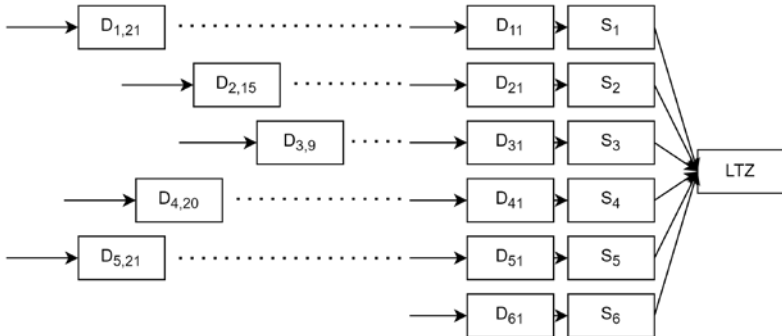 D1,21 D11 S1
D2,15 D21 S2
D3,9 D31 S3
LTZ
D4,20 D41 S4
D5,21 D51 S5
D61 S6